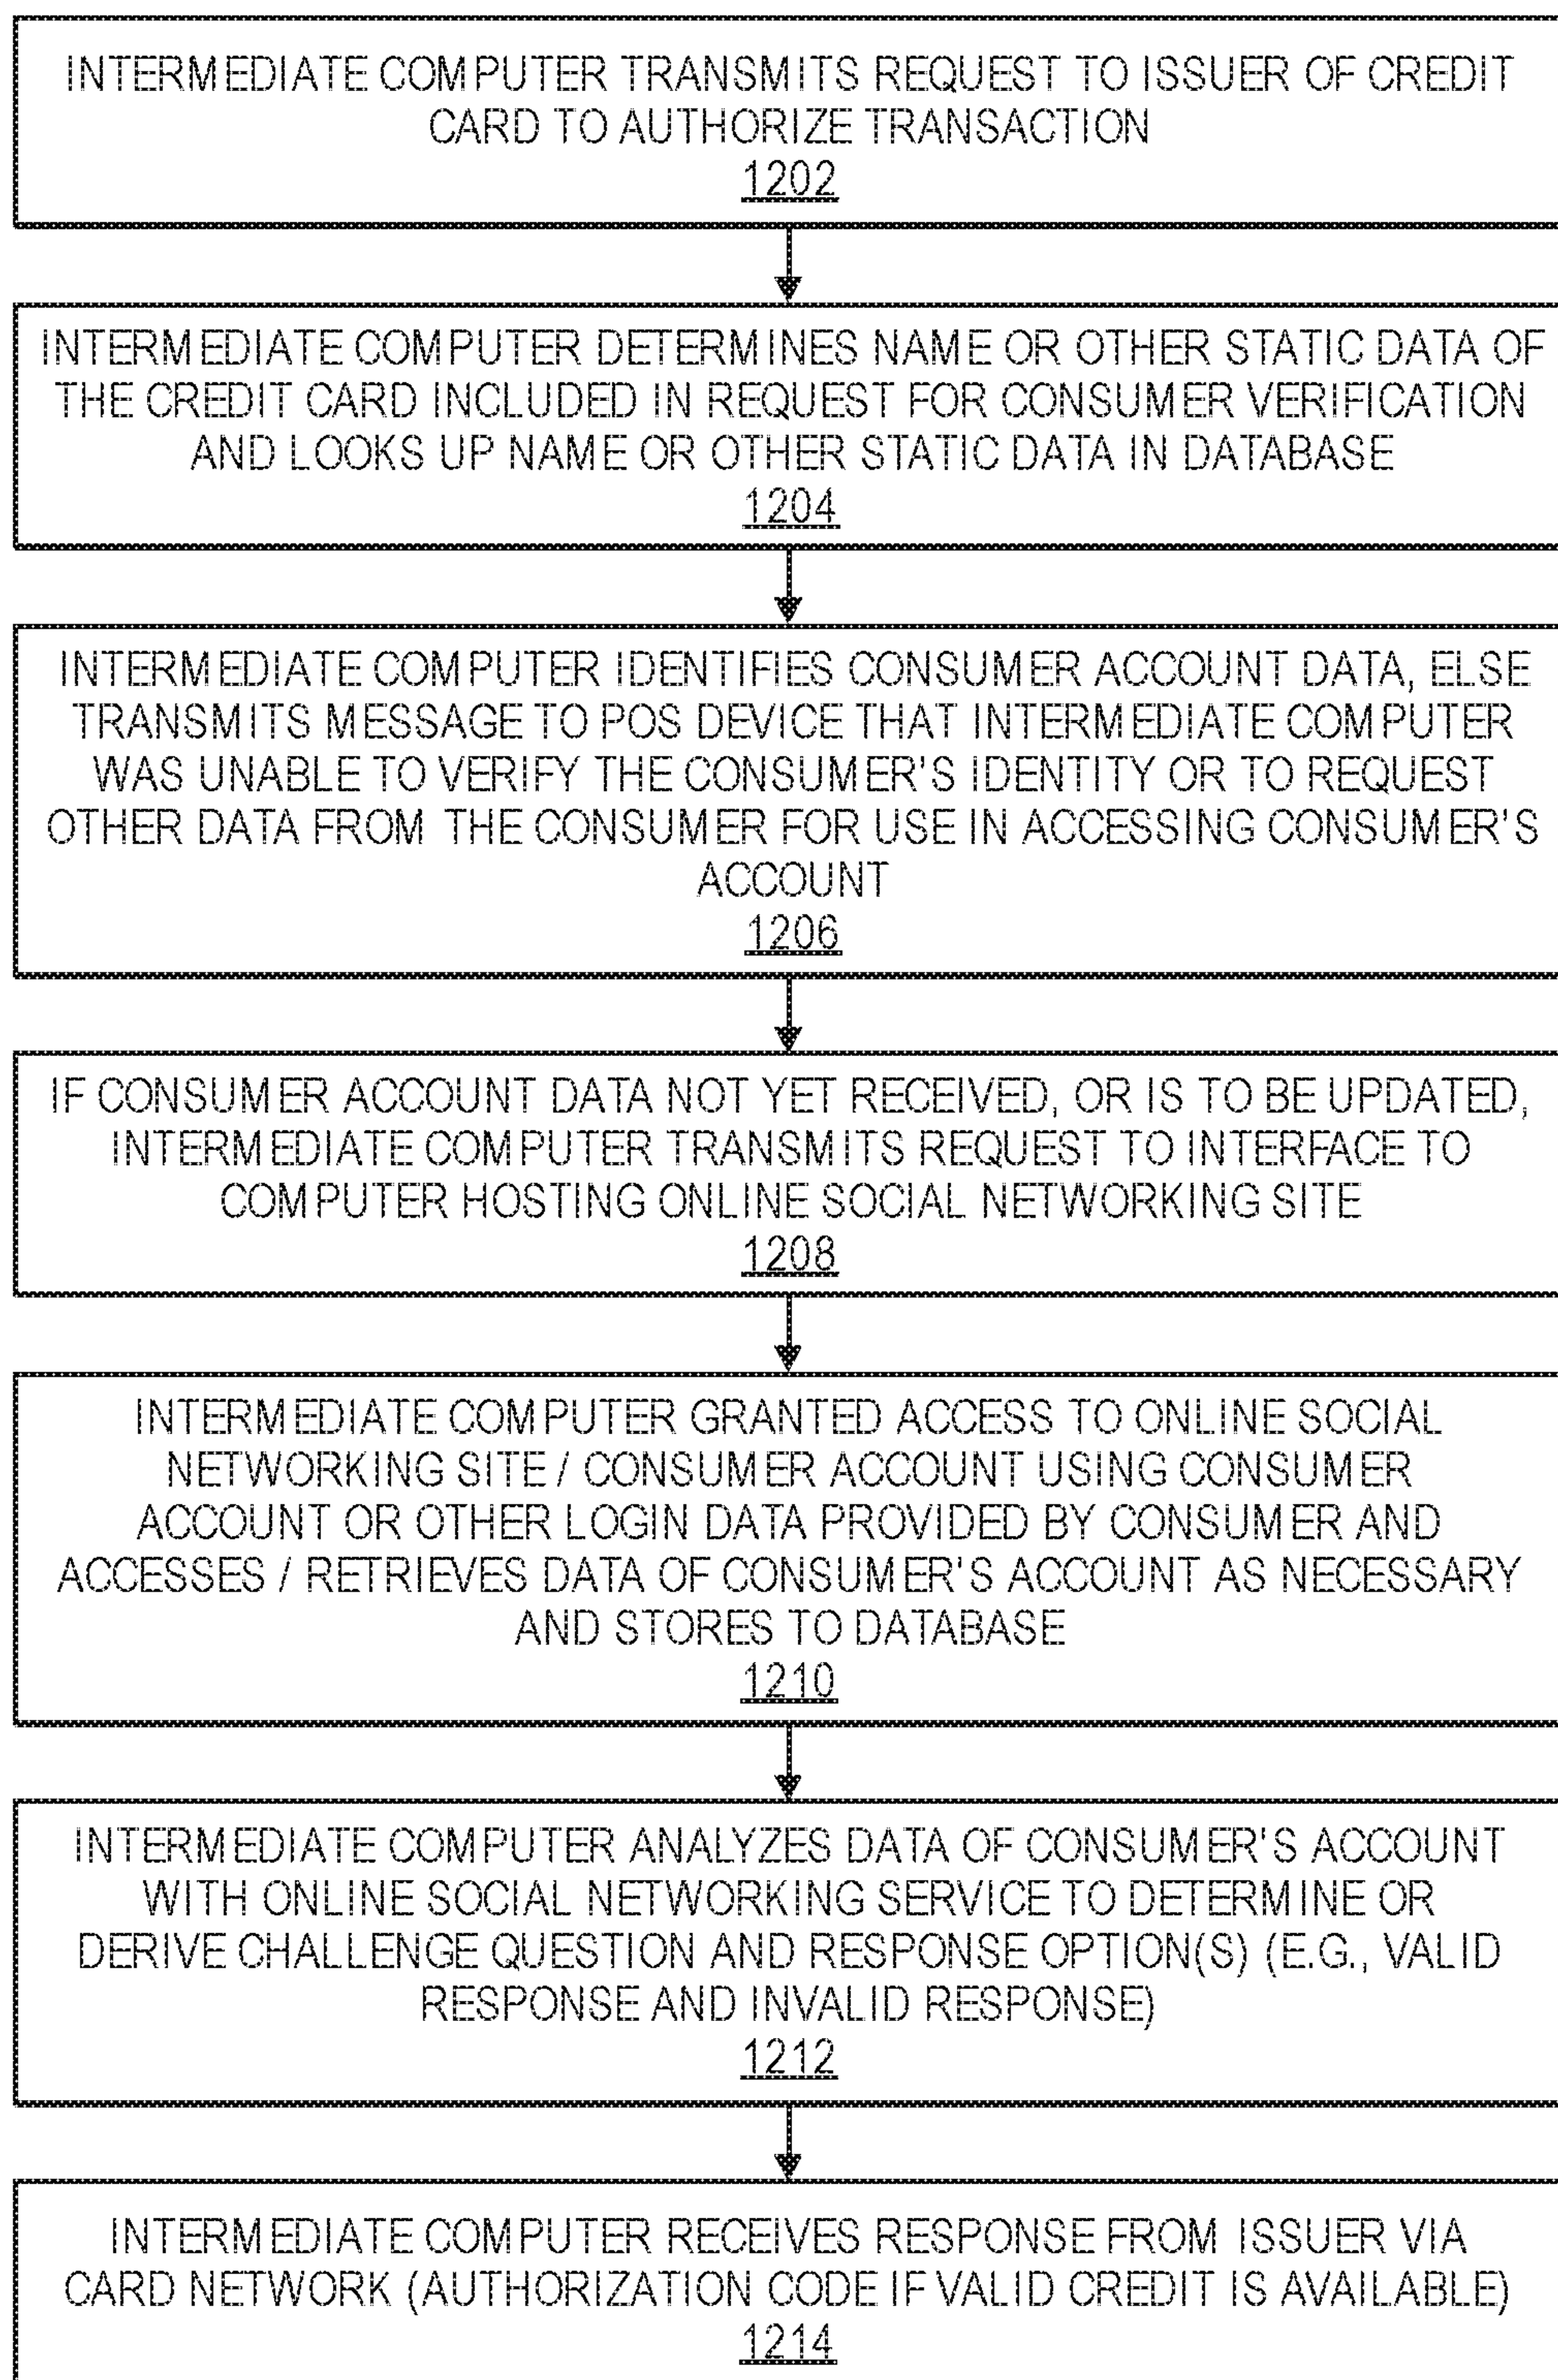 INTERMEDIATE COMPUTER TRANSMITS REQUEST TO ISSUER OF CREDIT
CARD TO AUTHORIZE TRANSACTION
1202
INTERMEDIATE COMPUTER DETERMINES NAME OR OTHER STATIC DATA OF
THE CREDIT CARD INCLUDED IN REQUEST FOR CONSUMER VERIFICATION
AND LOOKS UP NAME OR OTHER STATIC DATA IN DATABASE
1204
INTERMEDIATE COMPUTER IDENTIFIES CONSUMER ACCOUNT DATA, ELSE
TRANSMITS MESSAGE TO POS DEVICE THAT INTERMEDIATE COMPUTER
WAS UNABLE TO VERIFY THE CONSUMER'S IDENTITY OR TO REQUEST
OTHER DATA FROM THE CONSUMER FOR USE IN ACCESSING CONSUMER'S
ACCOUNT
1206
IF CONSUMER ACCOUNT DATA NOT YET RECEIVED, OR IS TO BE UPDATED,
INTERMEDIATE COMPUTER TRANSMITS REQUEST TO INTERFACE TO
COMPUTER HOSTING ONLINE SOCIAL NETWORKING SITE
1208
INTERMEDIATE COMPUTER GRANTED ACCESS TO ONLINE SOCIAL
NETWORKING SITE / CONSUMER ACCOUNT USING CONSUMER
ACCOUNT OR OTHER LOGIN DATA PROVIDED BY CONSUMER AND
ACCESSES / RETRIEVES DATA OF CONSUMER'S ACCOUNT AS NECESSARY
AND STORES TO DATABASE
1210
INTERMEDIATE COMPUTER ANALYZES DATA OF CONSUMER'S ACCOUNT
WITH ONLINE SOCIAL NETWORKING SERVICE TO DETERMINE OR
DERIVE CHALLENGE QUESTION AND RESPONSE OPTION(S) (E.G., VALID
RESPONSE AND INVALID RESPONSE)
1212
INTERMEDIATE COMPUTER RECEIVES RESPONSE FROM ISSUER VIA
CARD NETWORK (AUTHORIZATION CODE IF VALID CREDIT IS AVAILABLE)
1214